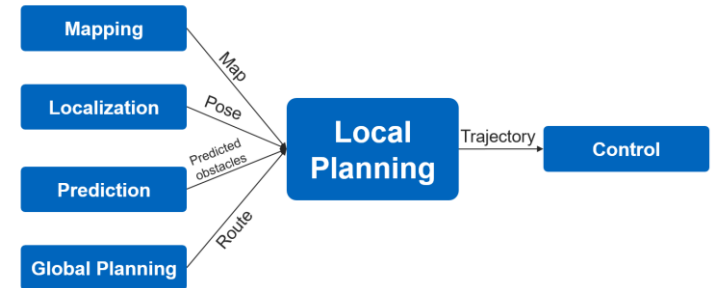 Mapping
Map
Localization
Pose
Local
Planning
Trajectory
Control
Predicted
obstacles
Prediction
Route
Global Planning